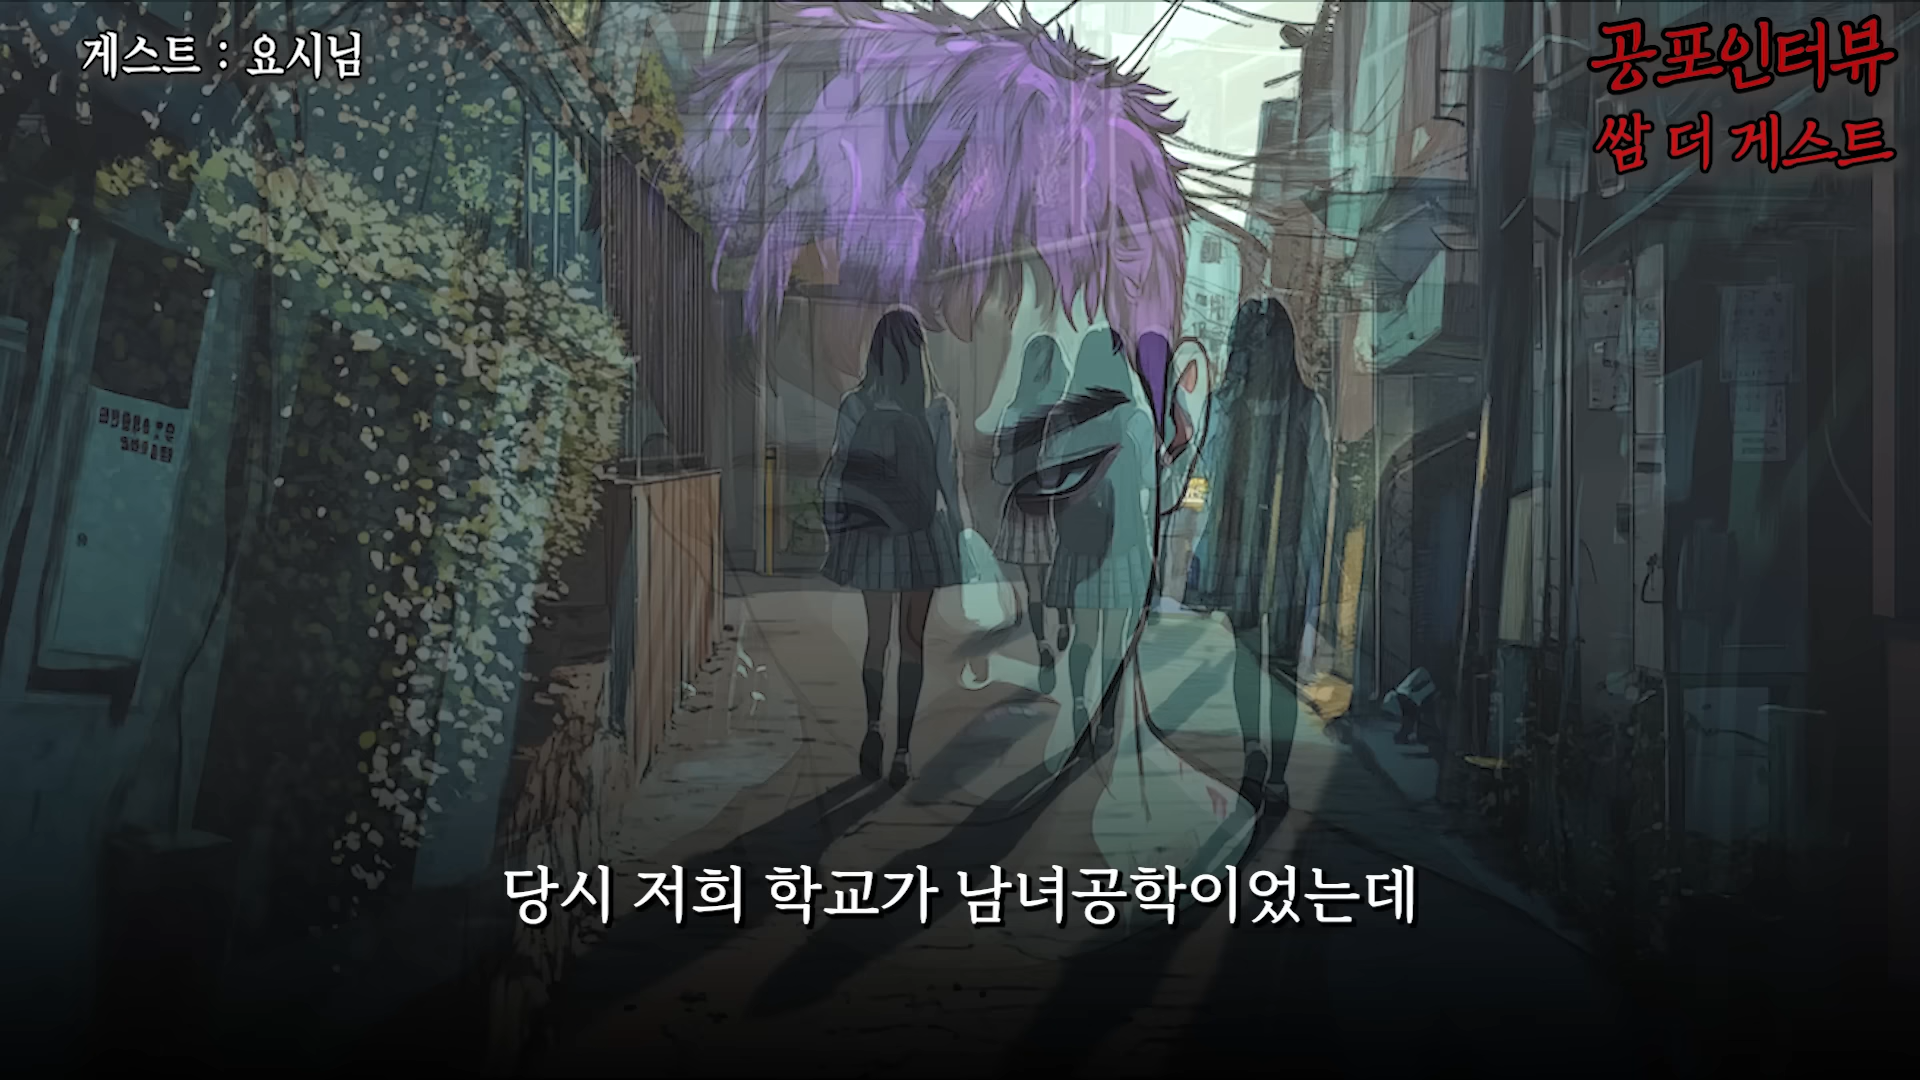 게스트 : 요시님
공포인터뷰
쌈 더 게스트
당시 저희 학교가 남녀공학이었는데